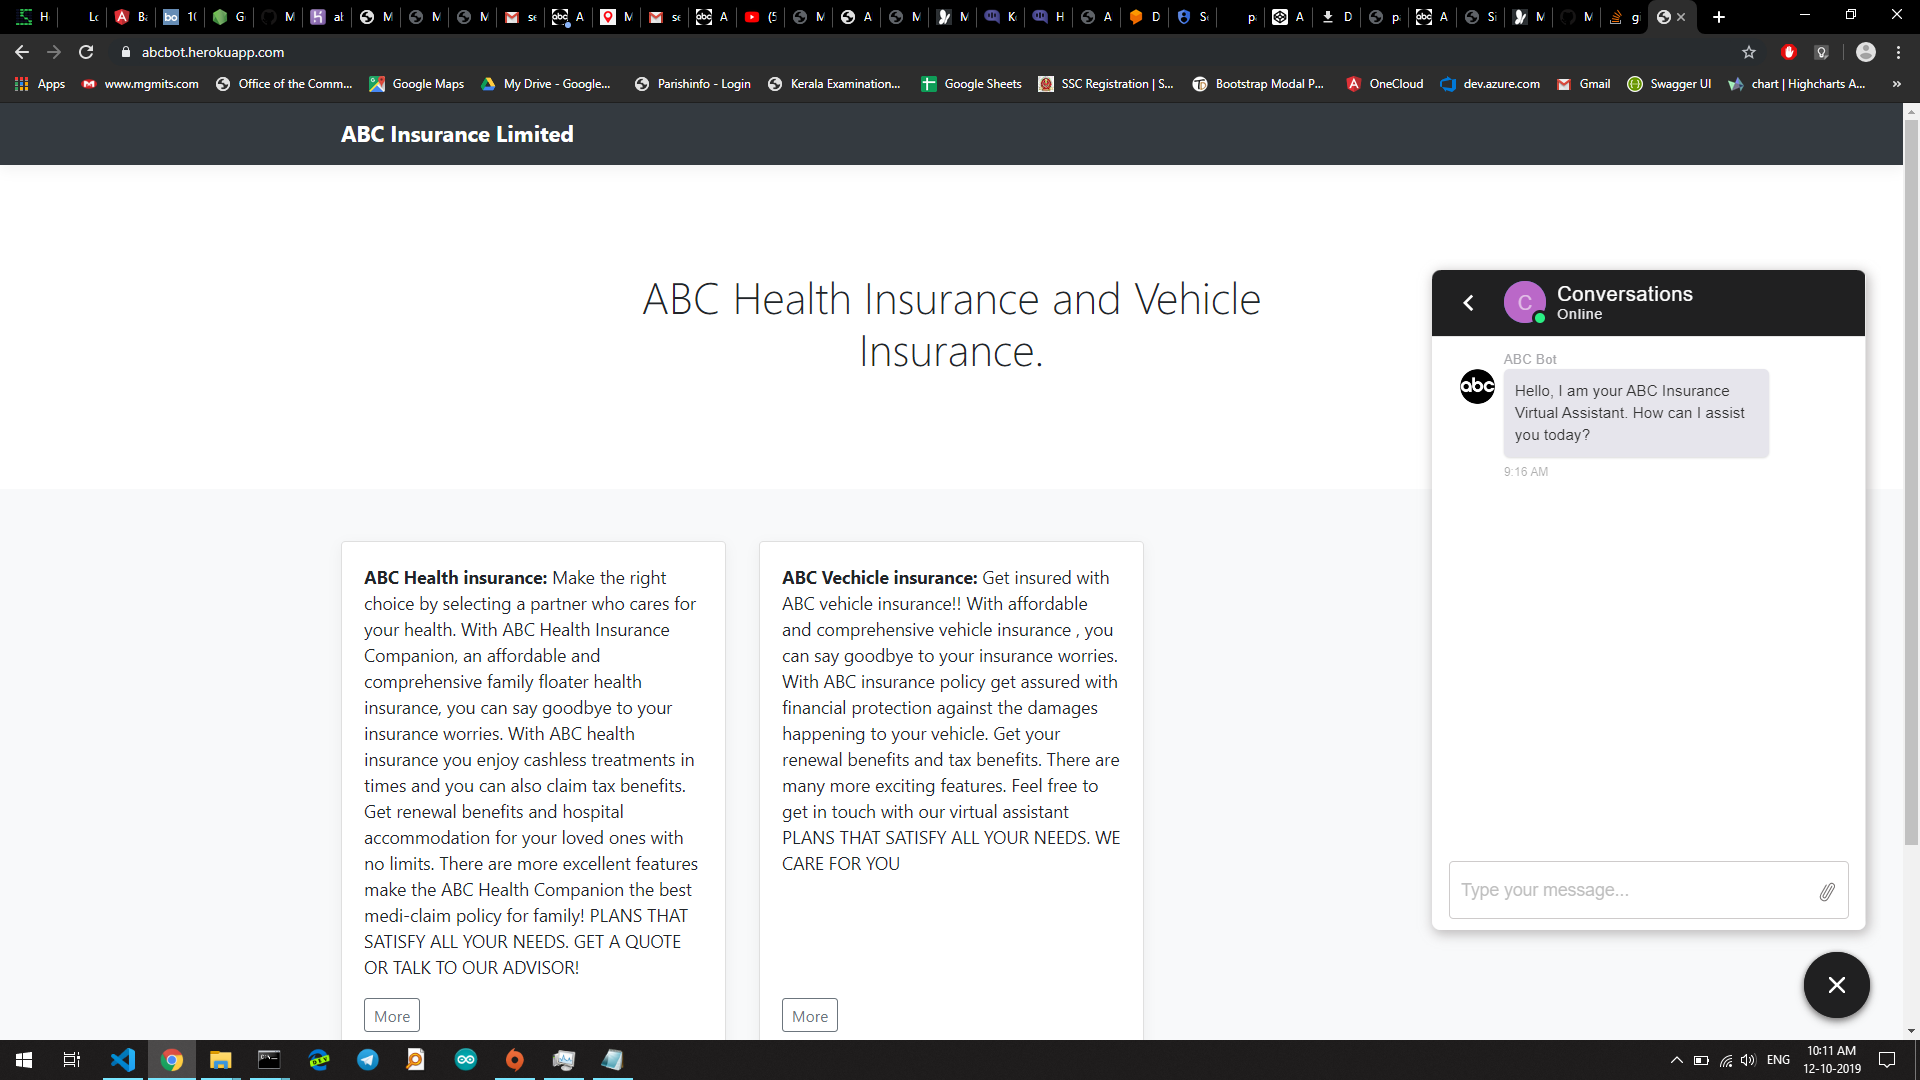 abcbot.herokuapp.com
Apps
www.mgmits.com
Office of the Comm...
Google Maps
My Drive - Google...
Parishinfo - Login
Kerala Examination...
Google Sheets
SSC Registration | S...
Bootstrap Modal P...
OneCloud
dev.azure.com
Gmail
Swagger UI
chart | Highcharts A...
»
ABC Insurance Limited
ABC Health Insurance and Vehicle
Insurance.
ABC Health insurance: Make the right
choice by selecting a partner who cares for
your health. With ABC Health Insurance
Companion, an affordable and
comprehensive family floater health
insurance, you can say goodbye to your
insurance worries. With ABC health
insurance you enjoy cashless treatments in
times and you can also claim tax benefits.
Get renewal benefits and hospital
accommodation for your loved ones with
no limits. There are more excellent features
make the ABC Health Companion the best
medi-claim policy for family! PLANS THAT
SATISFY ALL YOUR NEEDS. GET A QUOTE
OR TALK TO OUR ADVISOR!
More
ABC Vechicle insurance: Get insured with
ABC vehicle insurance!! With affordable
and comprehensive vehicle insurance , you
can say goodbye to your insurance worries.
With ABC insurance policy get assured with
financial protection against the damages
happening to your vehicle. Get your
renewal benefits and tax benefits. There are
many more exciting features. Feel free to
get in touch with our virtual assistant
PLANS THAT SATISFY ALL YOUR NEEDS. WE
CARE FOR YOU
More
C
Conversations
Online
ABC Bot
abc
Hello, I am your ABC Insurance
Virtual Assistant. How can I assist
you today?
9:16 AM
Type your message...
ENG
10:11 AM
12-10-2019